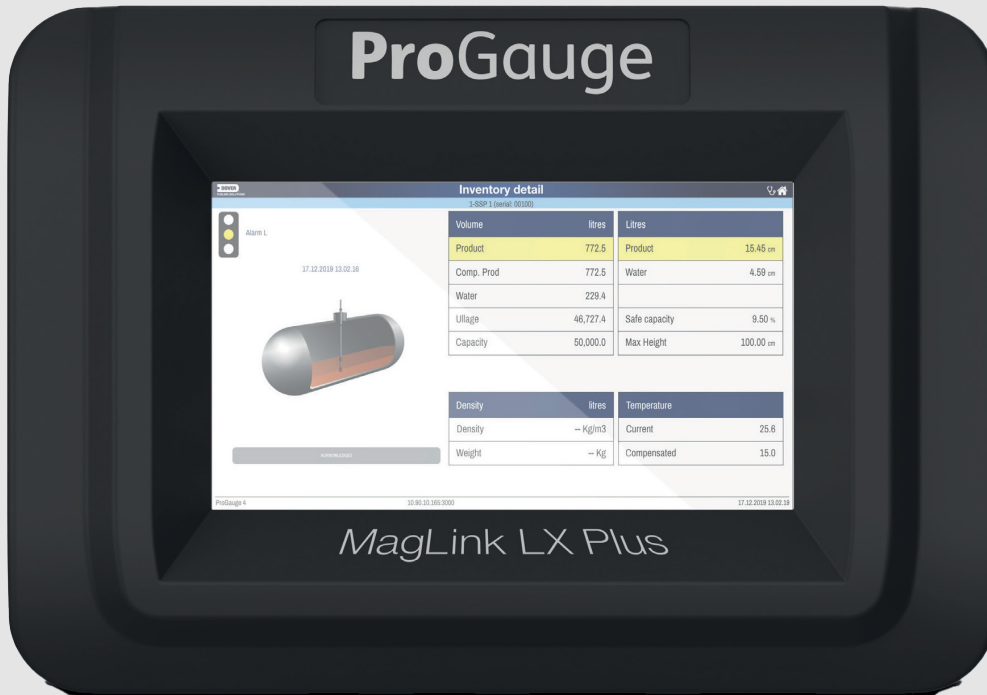 ProGauge
DOVER
Inventory detail
1-SSP 1 (serial: 00100)
Alarm L
17.12.2019 13.02.16
Volume litres
Product 772.5
Comp. Prod 772.5
Water 229.4
Ullage 46,727.4
Capacity 50,000.0
Litres
Product 15.45 cm
Water 4.59 cm
Safe capacity 9.50 %
Max Height 100.00 cm
Density litres
Density -- Kg/m3
Weight -- Kg
Temperature
Current 25.6
Compensated 15.0
ProGauge 4 10.90.10.165:3000 17.12.2019 13.02.19
MagLink LX Plus